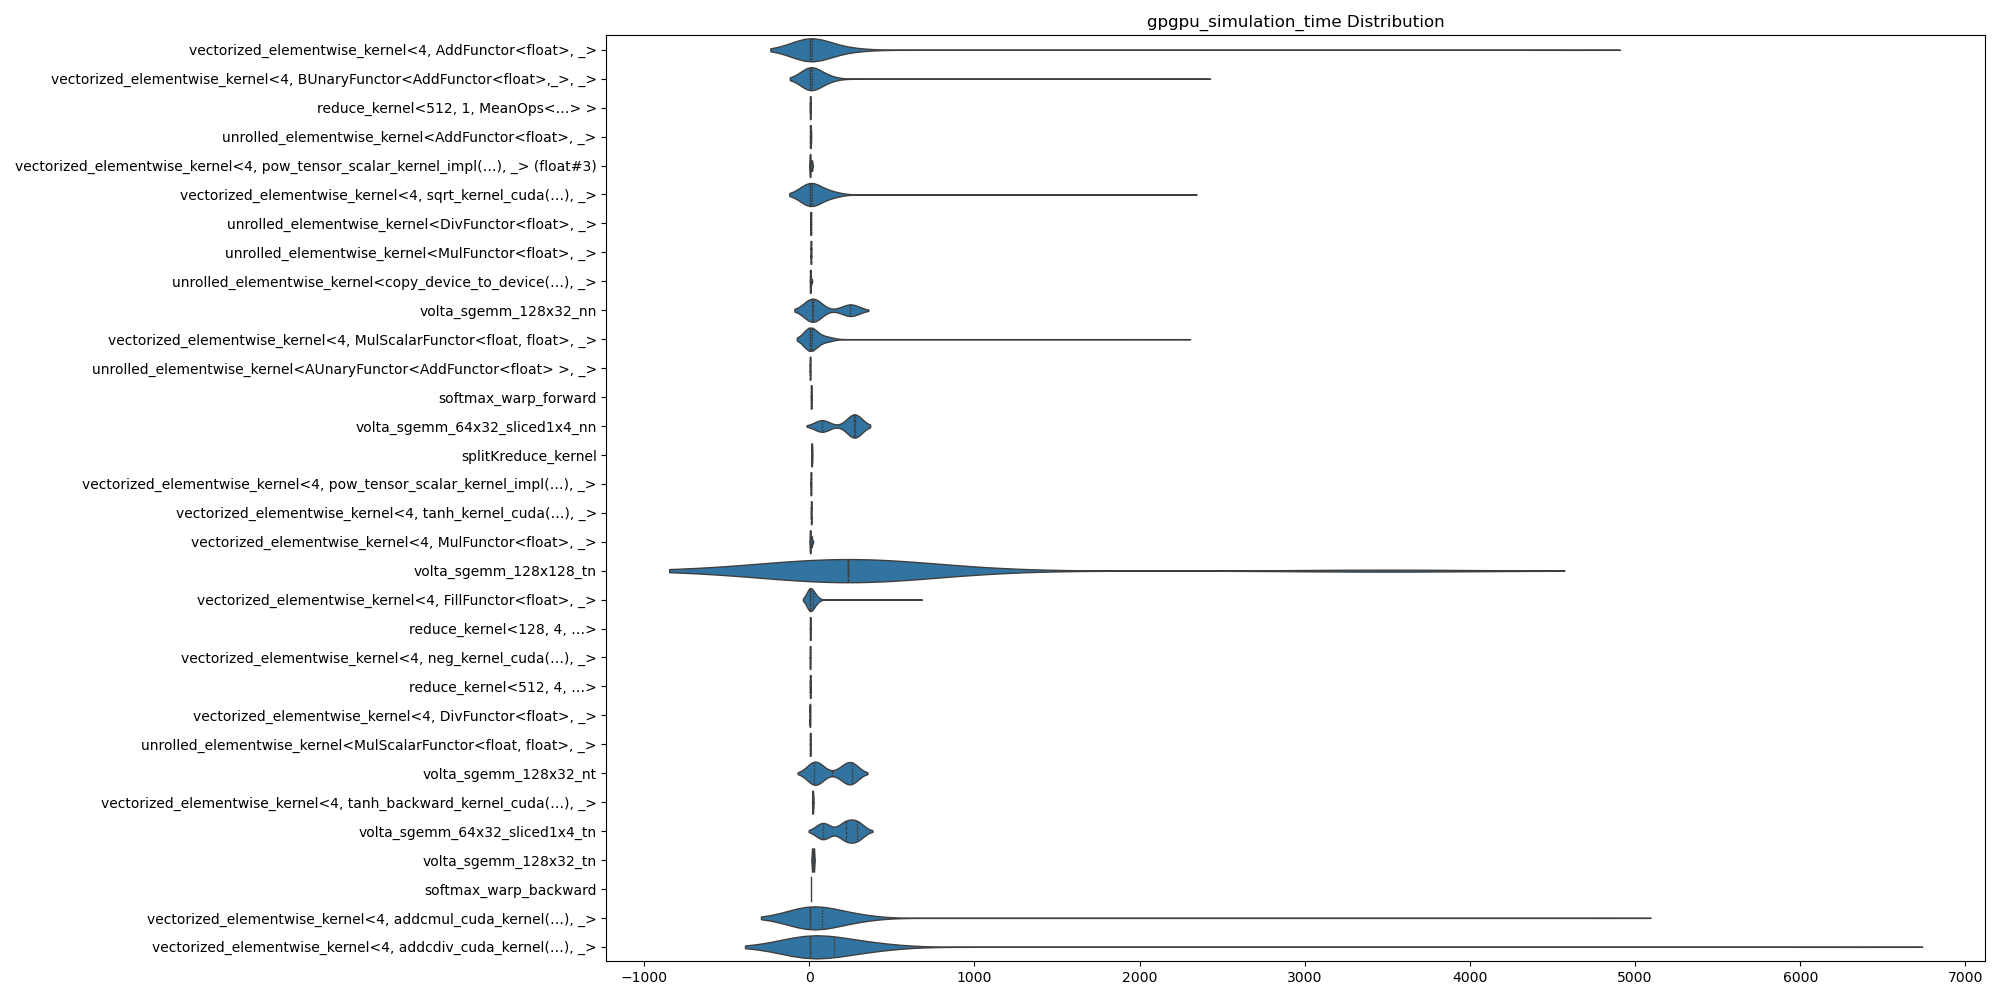 gpgpu_simulation_time Distribution
vectorized_elementwise_kernel<4, AddFunctor<float>, _>
vectorized_elementwise_kernel<4, BUnaryFunctor<AddFunctor<float>,_>, _>
reduce_kernel<512, 1, MeanOps<...> >
unrolled_elementwise_kernel<AddFunctor<float>, _>
vectorized_elementwise_kernel<4, pow_tensor_scalar_kernel_impl(...), _> (float#3)
vectorized_elementwise_kernel<4, sqrt_kernel_cuda(...), _>
unrolled_elementwise_kernel<DivFunctor<float>, _>
unrolled_elementwise_kernel<MulFunctor<float>, _>
unrolled_elementwise_kernel<copy_device_to_device(...), _>
volta_sgemm_128x32_nn
vectorized_elementwise_kernel<4, MulScalarFunctor<float, float>, _>
unrolled_elementwise_kernel<AUnaryFunctor<AddFunctor<float> >, _>
softmax_warp_forward
volta_sgemm_64x32_sliced1x4_nn
splitKreduce_kernel
vectorized_elementwise_kernel<4, pow_tensor_scalar_kernel_impl(...), _>
vectorized_elementwise_kernel<4, tanh_kernel_cuda(...), _>
vectorized_elementwise_kernel<4, MulFunctor<float>, _>
volta_sgemm_128x128_tn
vectorized_elementwise_kernel<4, FillFunctor<float>, _>
reduce_kernel<128, 4, ...>
vectorized_elementwise_kernel<4, neg_kernel_cuda(...), _>
reduce_kernel<512, 4, ...>
vectorized_elementwise_kernel<4, DivFunctor<float>, _>
unrolled_elementwise_kernel<MulScalarFunctor<float, float>, _>
volta_sgemm_128x32_nt
vectorized_elementwise_kernel<4, tanh_backward_kernel_cuda(...), _>
volta_sgemm_64x32_sliced1x4_tn
volta_sgemm_128x32_tn
softmax_warp_backward
vectorized_elementwise_kernel<4, addcmul_cuda_kernel(...), _>
vectorized_elementwise_kernel<4, addcdiv_cuda_kernel(...), _>
−1000 0 1000 2000 3000 4000 5000 6000 7000